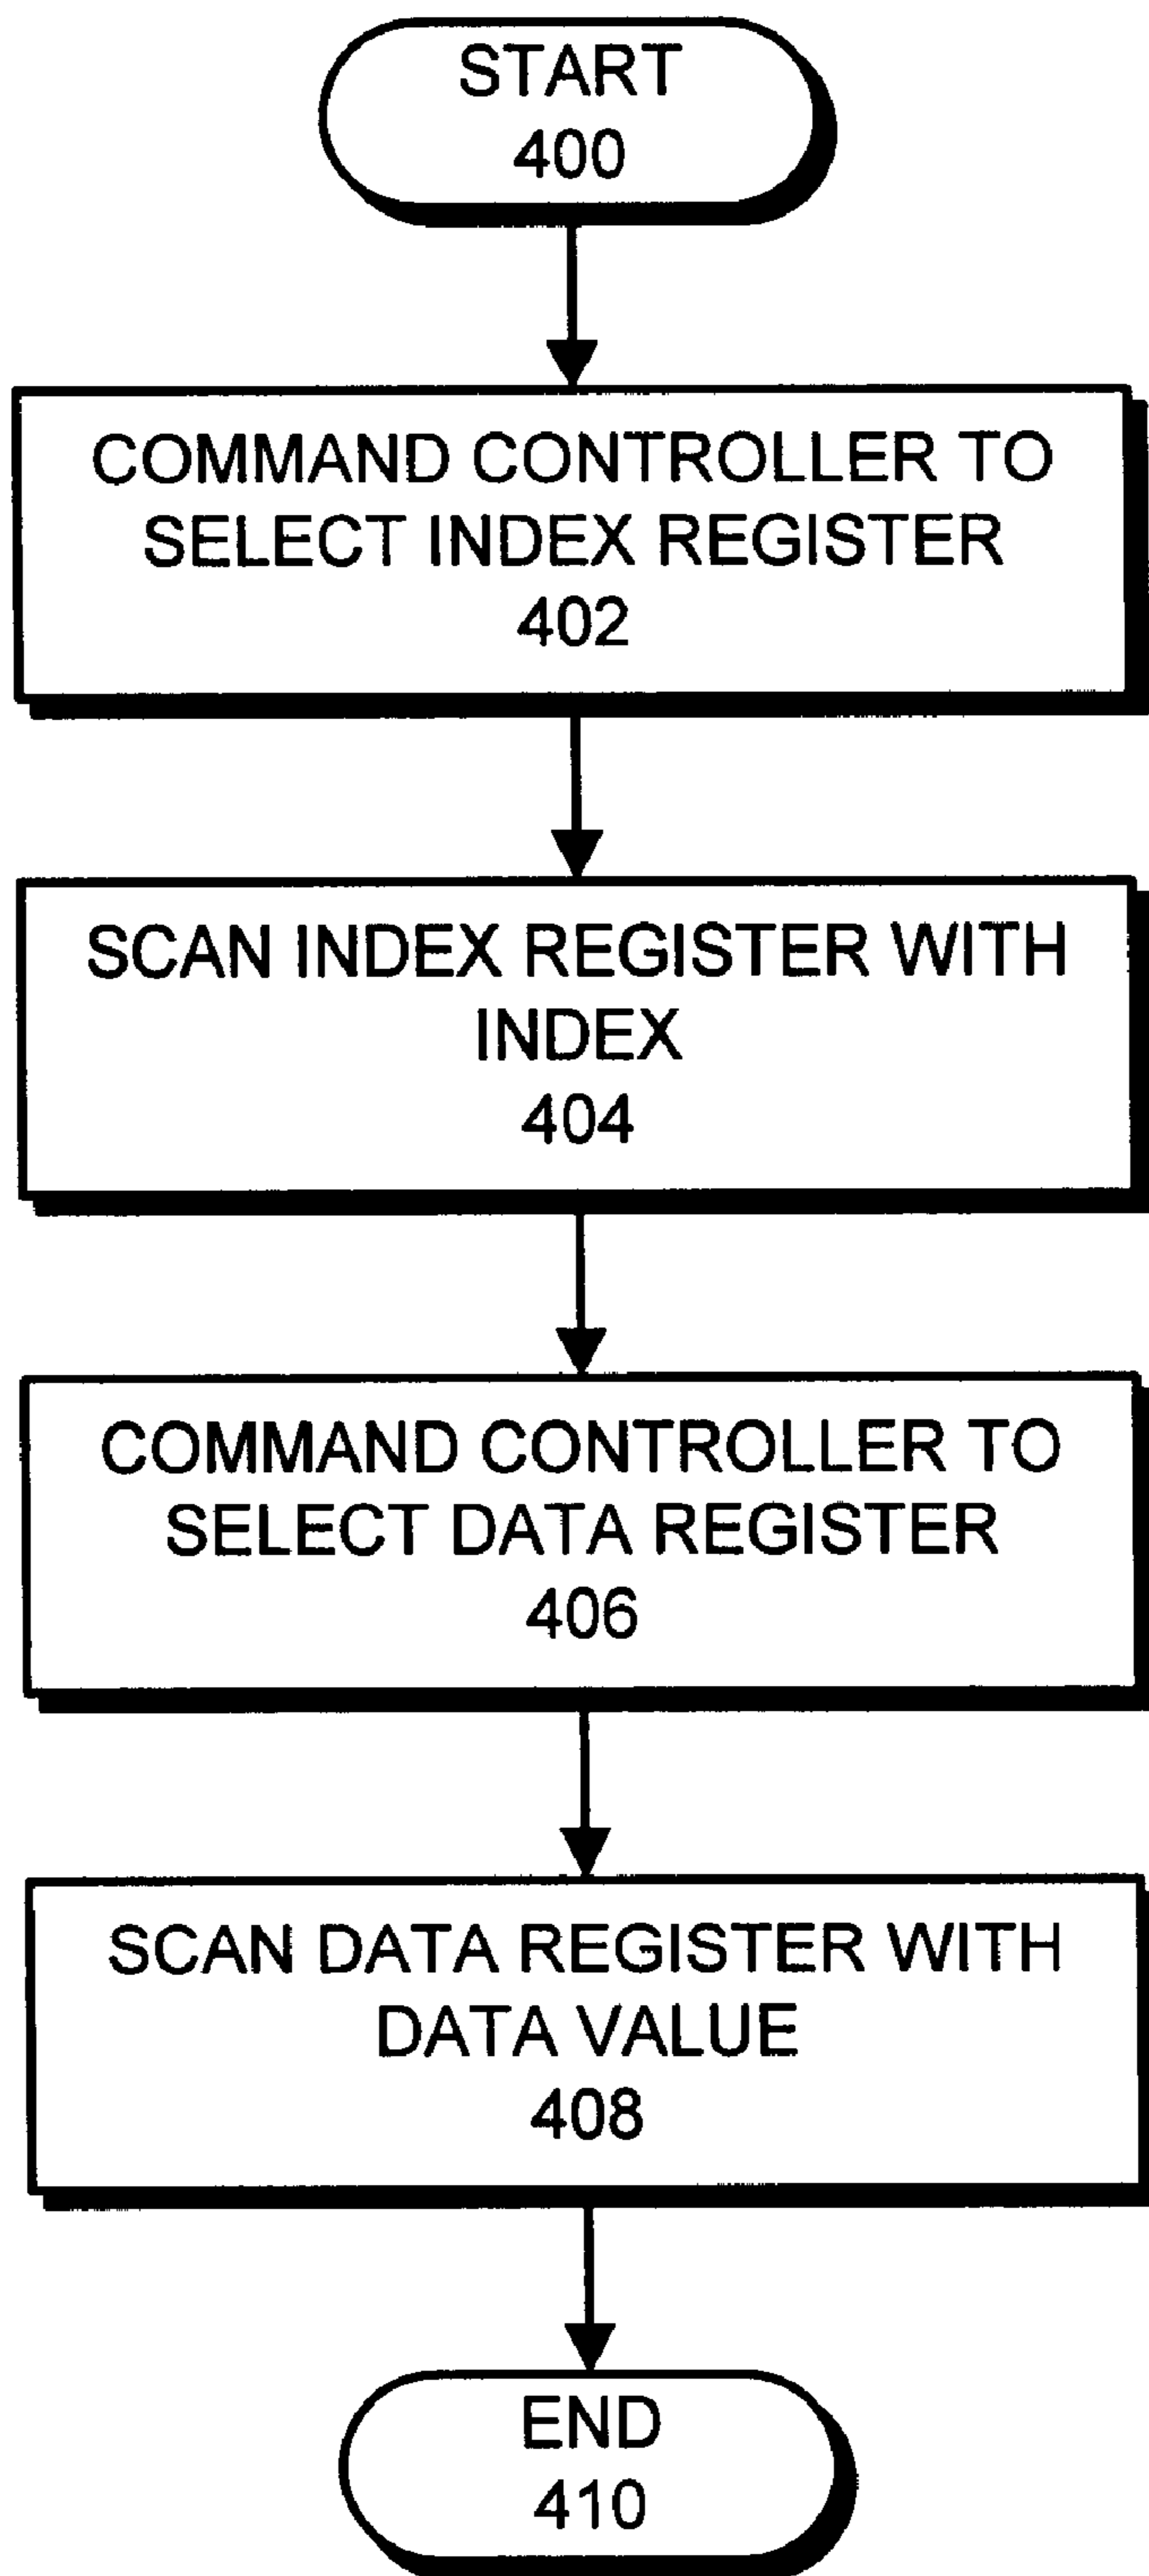 START
400
COMMAND CONTROLLER TO
SELECT INDEX REGISTER
402
SCAN INDEX REGISTER WITH
INDEX
404
COMMAND CONTROLLER TO
SELECT DATA REGISTER
406
SCAN DATA REGISTER WITH
DATA VALUE
408
END
410